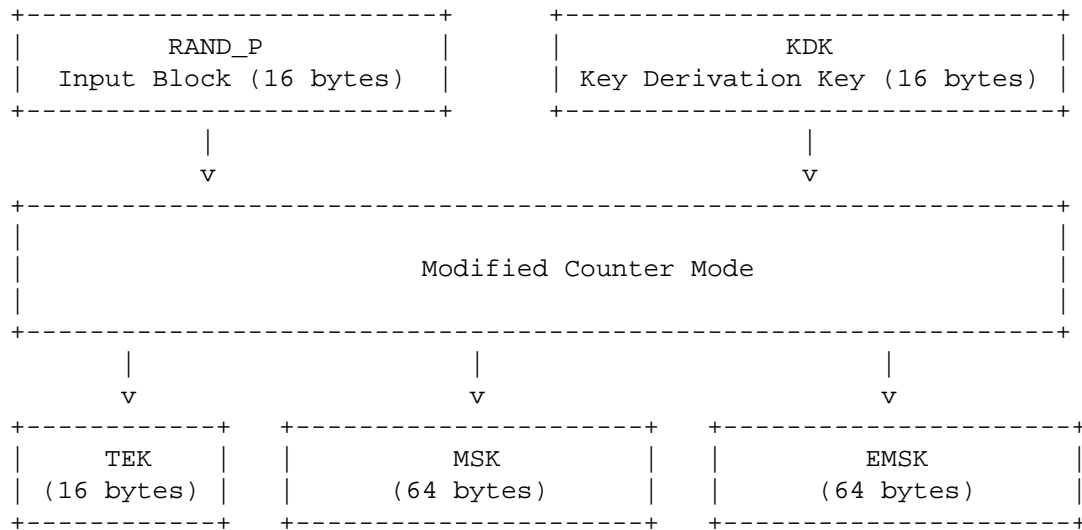 RAND_P KDK
Input Block (16 bytes) Key Derivation Key (16 bytes)
Modified Counter Mode
TEK MSK EMSK
(16 bytes) (64 bytes) (64 bytes)